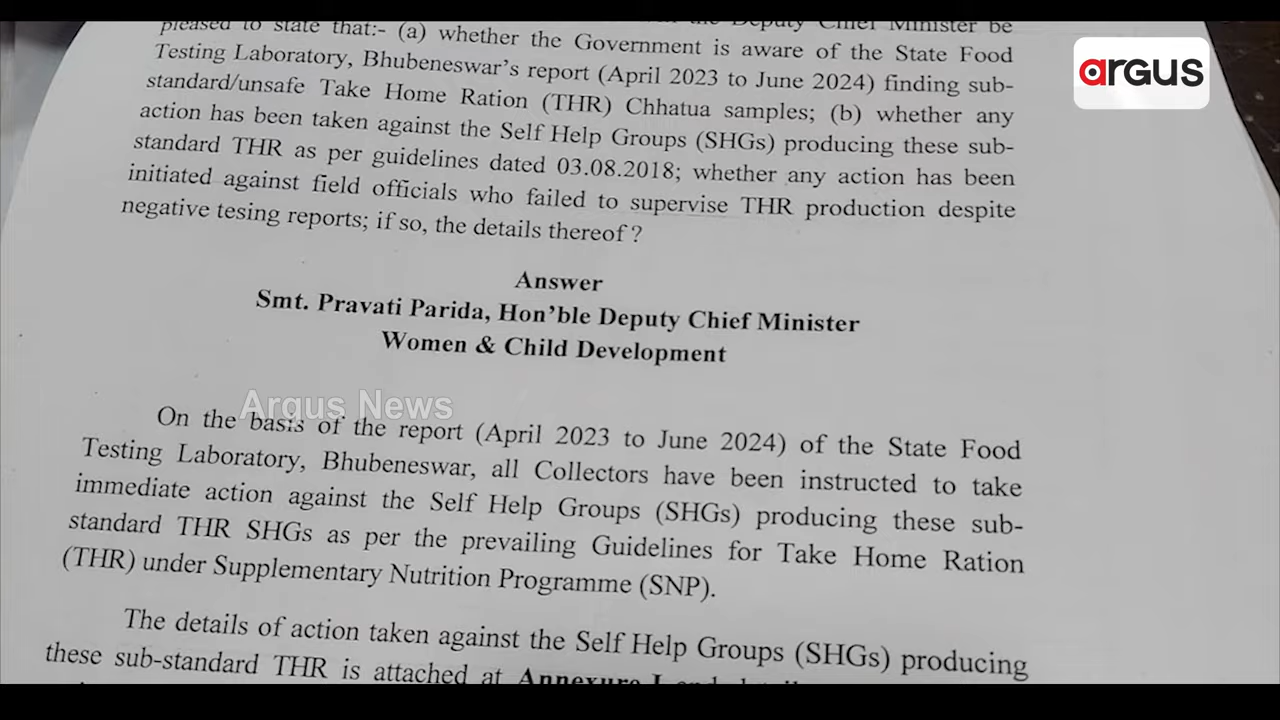 pleased to state that:- (a) whether the Government is aware of the State Food
Testing Laboratory, Bhubeneswar's report (April 2023 to June 2024) finding sub-
standard/unsafe Take Home Ration (THR) Chhatua samples; (b) whether any
action has been taken against the Self Help Groups (SHGs) producing these sub-
standard THR as per guidelines dated 03.08.2018; whether any action has been
initiated against field officials who failed to supervise THR production despite
negative tesing reports; if so, the details thereof ?
Answer
Smt. Pravati Parida, Hon'ble Deputy Chief Minister
Women & Child Development
On the basis of the report (April 2023 to June 2024) of the State Food
Testing Laboratory, Bhubeneswar, all Collectors have been instructed to take
immediate action against the Self Help Groups (SHGs) producing these sub-
standard THR SHGs as per the prevailing Guidelines for Take Home Ration
(THR) under Supplementary Nutrition Programme (SNP).
The details of action taken against the Self Help Groups (SHGs) producing
these sub-standard THR is attached at Annexure I and
argus
Argus News